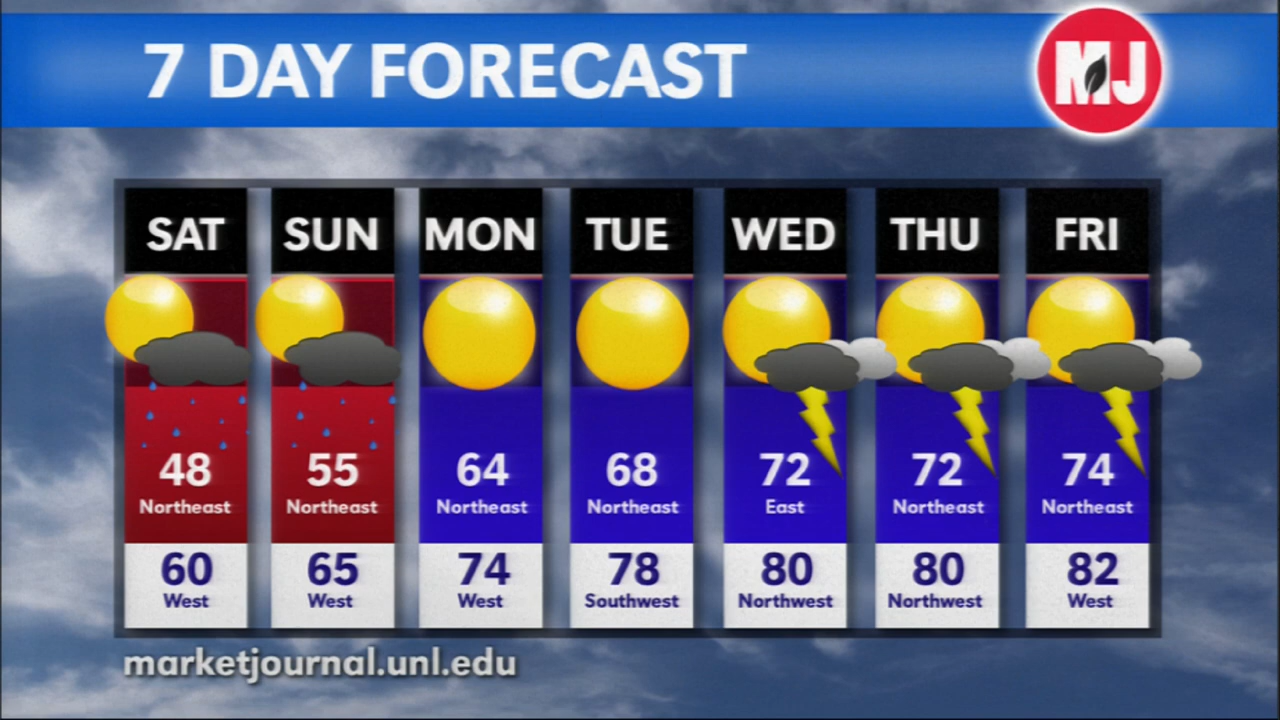 7 DAY FORECAST
MJ
SAT SUN MON TUE WED THU FRI
48 55 64 68 72 72 74
Northeast Northeast Northeast Northeast East Northeast Northeast
60 65 74 78 80 80 82
West West West Southwest Northwest Northwest West
marketjournal.unl.edu